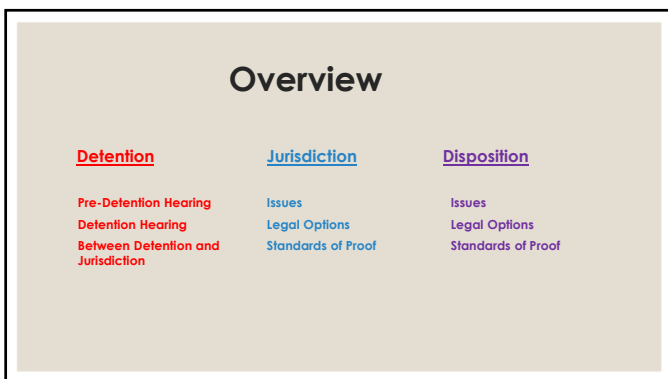 Overview
Detention
Pre-Detention Hearing
Detention Hearing
Between Detention and
Jurisdiction
Jurisdiction
Issues
Legal Options
Standards of Proof
Disposition
Issues
Legal Options
Standards of Proof